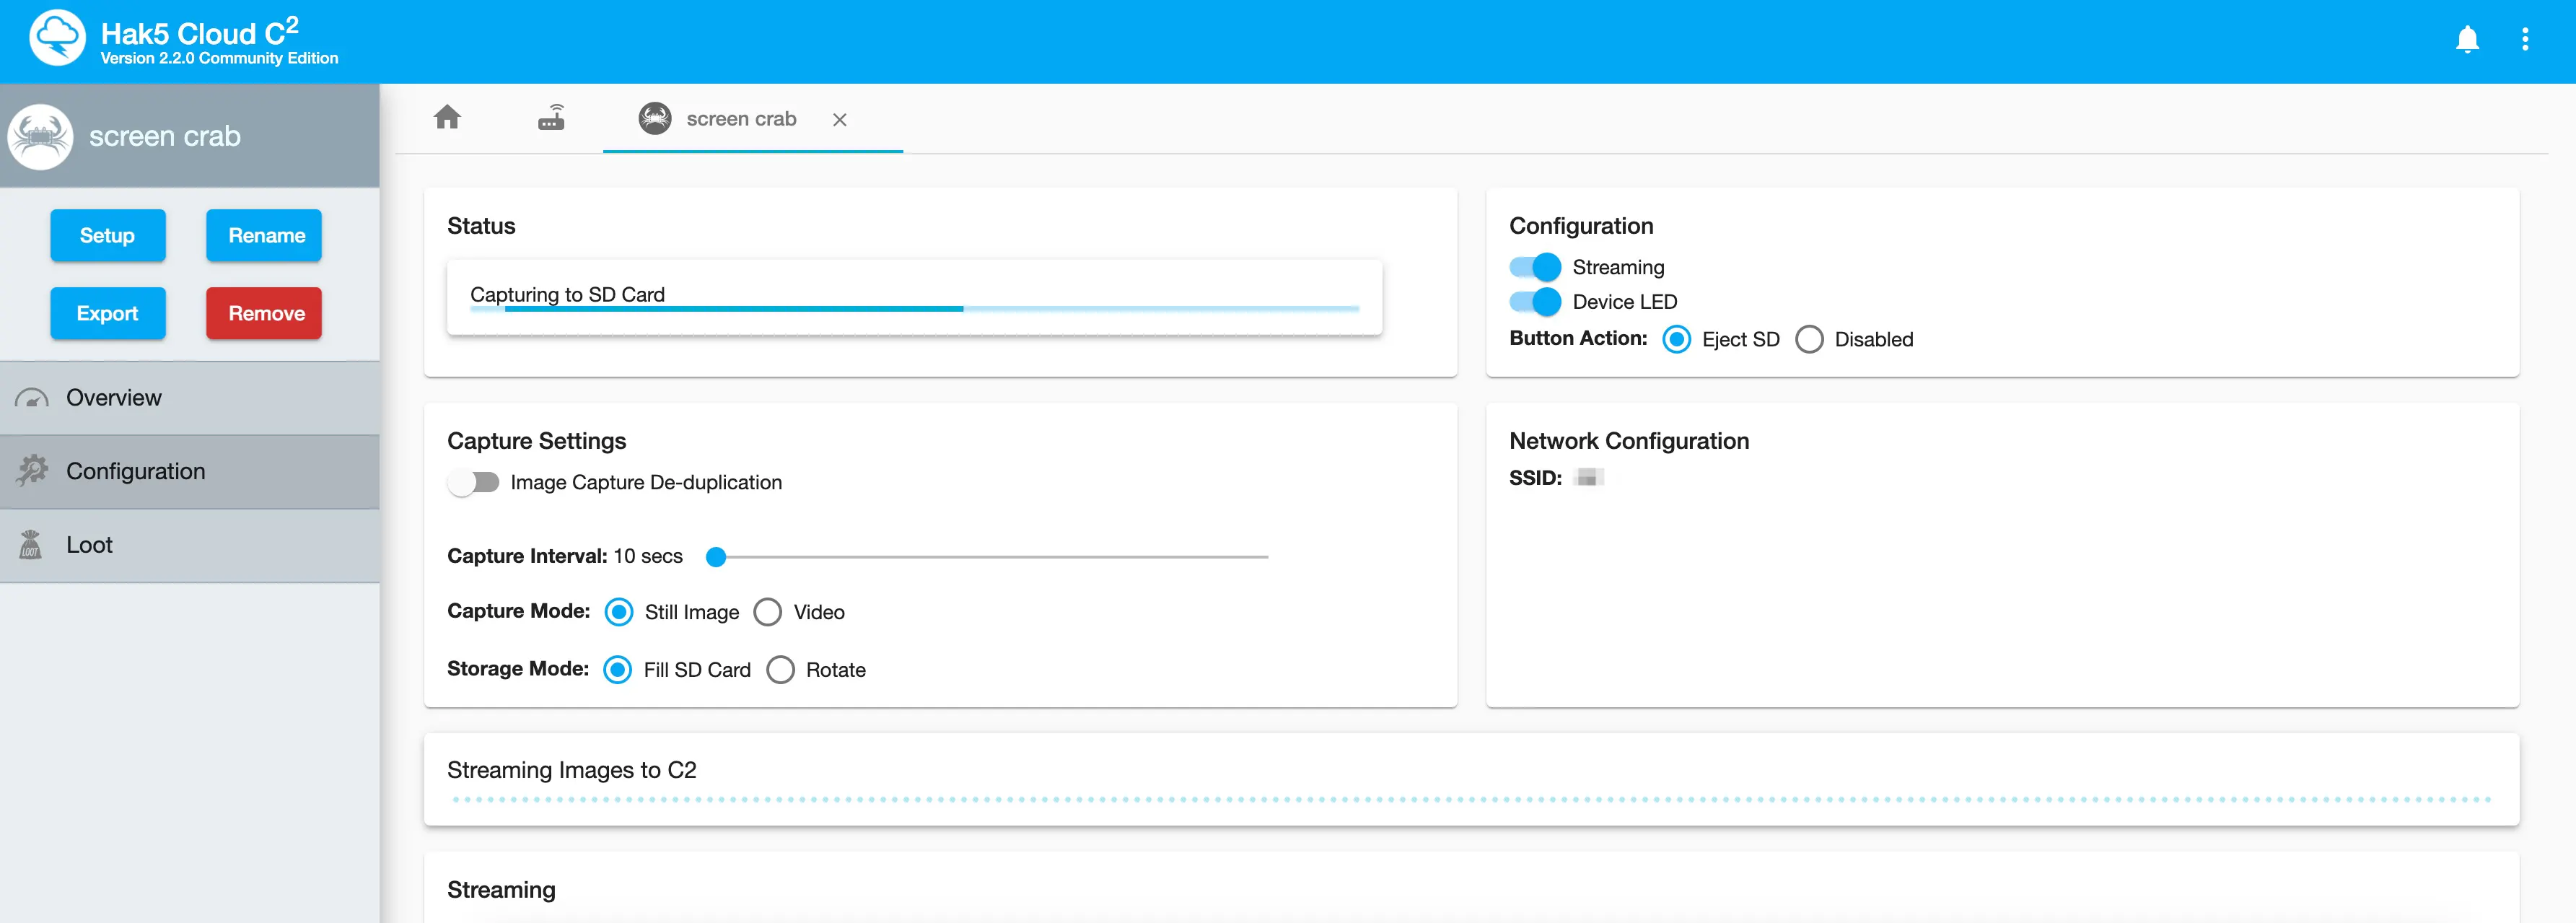 Hak5 Cloud C²
Version 2.2.0 Community Edition
screen crab
Setup
Rename
Export
Remove
Overview
Configuration
LOOT
Loot
screen crab
Status
Capturing to SD Card
Configuration
Streaming
Device LED
Button Action: Eject SD Disabled
Capture Settings
Image Capture De-duplication
Capture Interval: 10 secs
Capture Mode: Still Image Video
Storage Mode: Fill SD Card Rotate
Network Configuration
SSID:
Streaming Images to C2
Streaming